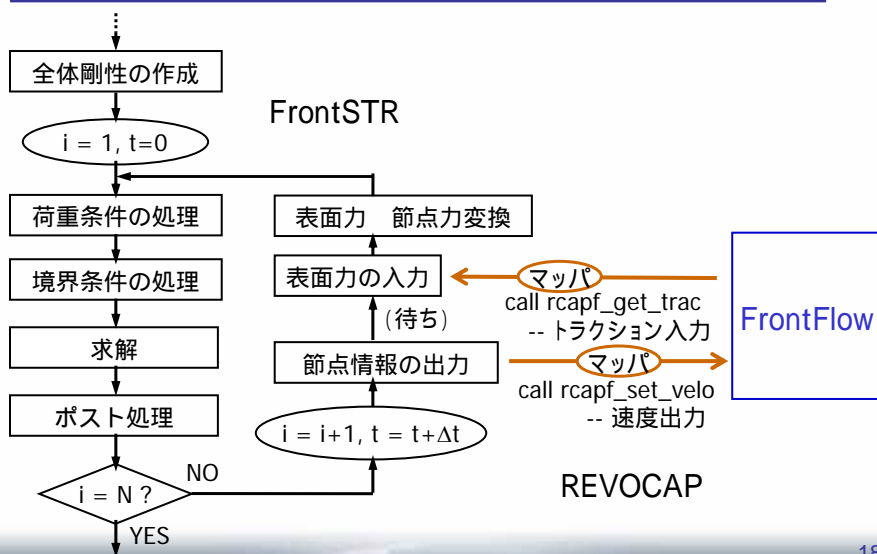 全体剛性の作成
FrontSTR
i = 1, t=0
荷重条件の処理
表面力 節点力変換
境界条件の処理
表面力の入力
マッパ
call rcapf_get_trac
-- トラクション入力
FrontFlow
(待ち)
求解
節点情報の出力
マッパ
call rcapf_set_velo
-- 速度出力
ポスト処理
i = i+1, t = t+Δt
NO
i = N ?
REVOCAP
YES
18